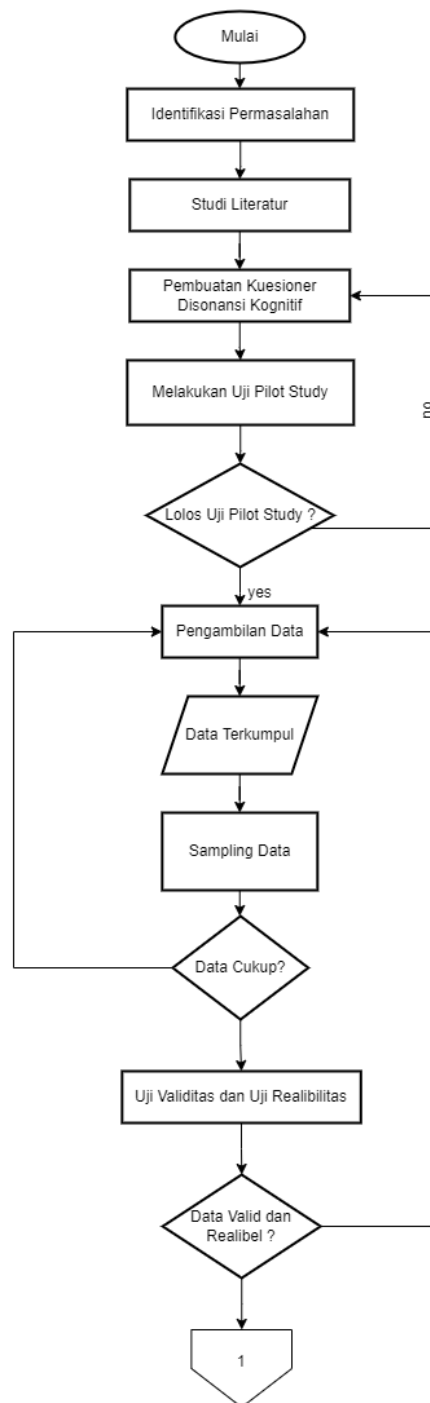 Mulai
Identifikasi Permasalahan
Studi Literatur
Pembuatan Kuesioner
Disonansi Kognitif
Melakukan Uji Pilot Study
no
Lolos Uji Pilot Study ?
yes
Pengambilan Data
Data Terkumpul
Sampling Data
Data Cukup?
Uji Validitas dan Uji Realibilitas
Data Valid dan
Realibel ?
1